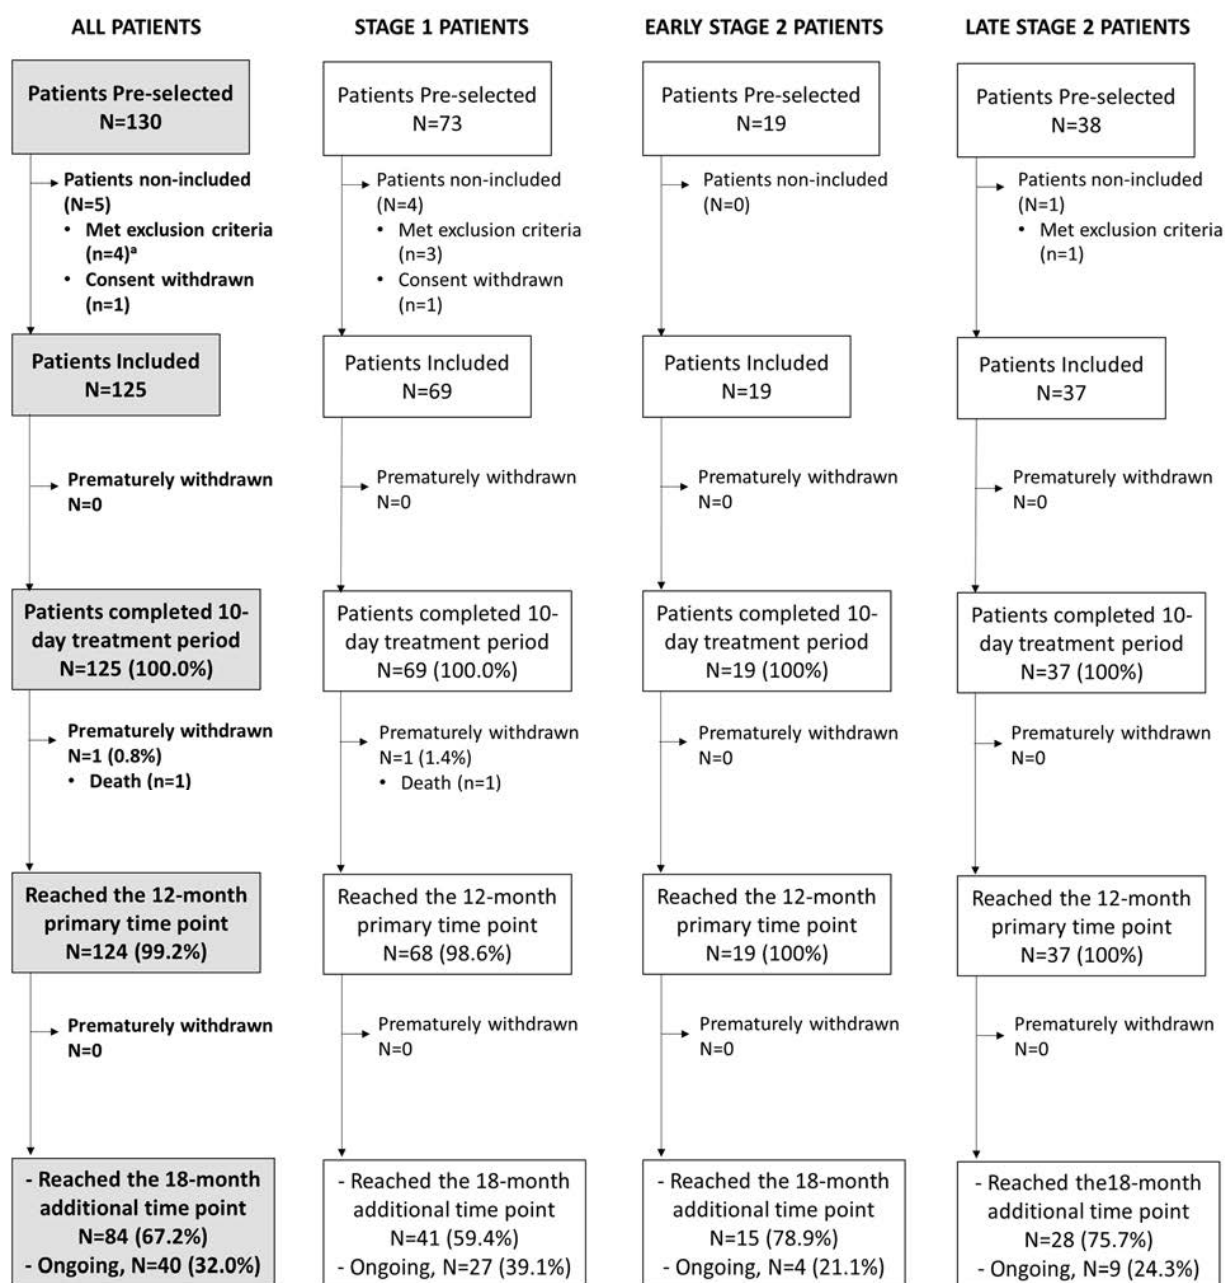 ALL PATIENTS
Patients Pre-selected
N=130
Patients non-included
(N=5)
• Met exclusion criteria
(n=4)ᵃ
• Consent withdrawn
(n=1)
Patients Included
N=125
Prematurely withdrawn
N=0
Patients completed 10-
day treatment period
N=125 (100.0%)
Prematurely withdrawn
N=1 (0.8%)
• Death (n=1)
Reached the 12-month
primary time point
N=124 (99.2%)
Prematurely withdrawn
N=0
- Reached the 18-month
additional time point
N=84 (67.2%)
- Ongoing, N=40 (32.0%)
STAGE 1 PATIENTS
Patients Pre-selected
N=73
Patients non-included
(N=4)
• Met exclusion criteria
(n=3)
• Consent withdrawn
(n=1)
Patients Included
N=69
Prematurely withdrawn
N=0
Patients completed 10-
day treatment period
N=69 (100.0%)
Prematurely withdrawn
N=1 (1.4%)
• Death (n=1)
Reached the 12-month
primary time point
N=68 (98.6%)
Prematurely withdrawn
N=0
- Reached the 18-month
additional time point
N=41 (59.4%)
- Ongoing, N=27 (39.1%)
EARLY STAGE 2 PATIENTS
Patients Pre-selected
N=19
Patients non-included
(N=0)
Patients Included
N=19
Prematurely withdrawn
N=0
Patients completed 10-
day treatment period
N=19 (100%)
Prematurely withdrawn
N=0
Reached the 12-month
primary time point
N=19 (100%)
Prematurely withdrawn
N=0
- Reached the 18-month
additional time point
N=15 (78.9%)
- Ongoing, N=4 (21.1%)
LATE STAGE 2 PATIENTS
Patients Pre-selected
N=38
Patients non-included
(N=1)
• Met exclusion criteria
(n=1)
Patients Included
N=37
Prematurely withdrawn
N=0
Patients completed 10-
day treatment period
N=37 (100%)
Prematurely withdrawn
N=0
Reached the 12-month
primary time point
N=37 (100%)
Prematurely withdrawn
N=0
- Reached the18-month
additional time point
N=28 (75.7%)
- Ongoing, N=9 (24.3%)